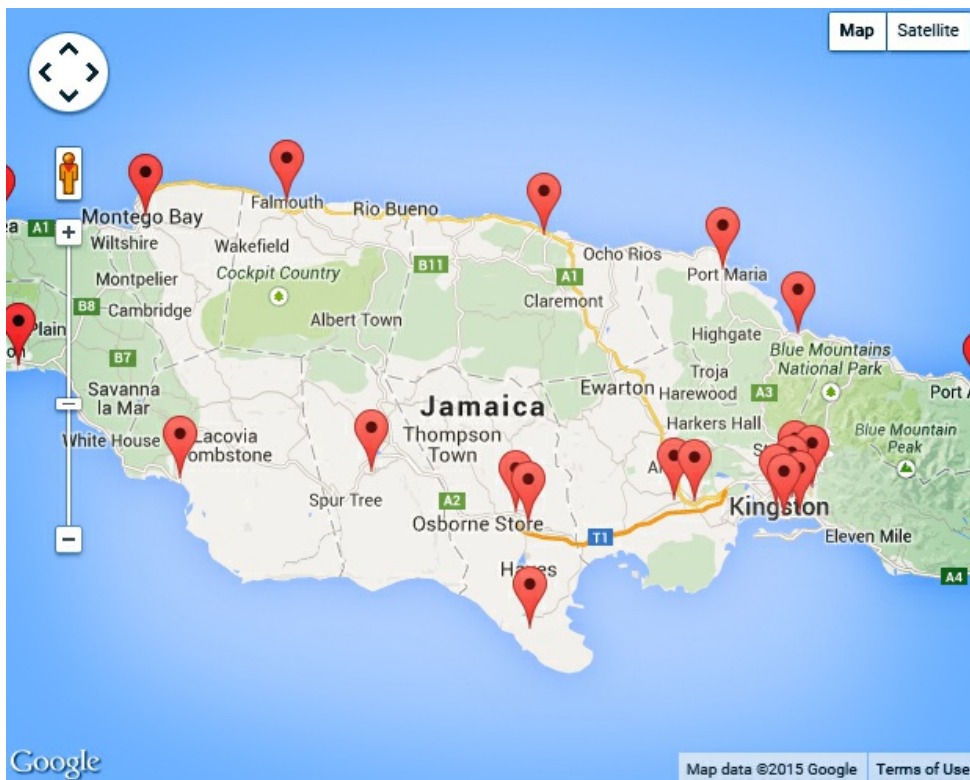 Map Satellite
Falmouth
Rio Bueno
Montego Bay
A1
Wiltshire
Wakefield
Ocho Rios
Port Maria
Montpelier
Cockpit Country
B11
A1
Claremont
B8
Cambridge
Albert Town
Plain
Highgate
Blue Mountains
National Park
B7
Troja
Savanna
la Mar
Ewarton
Harewood
A3
Port
Jamaica
Harkers Hall
White House
Lacovia
Thompson
Town
Blue Mountain
Peak
Spur Tree
A2
Osborne Store
Kingston
T1
Eleven Mile
A4
Google
Map data ©2015 Google Terms of Use